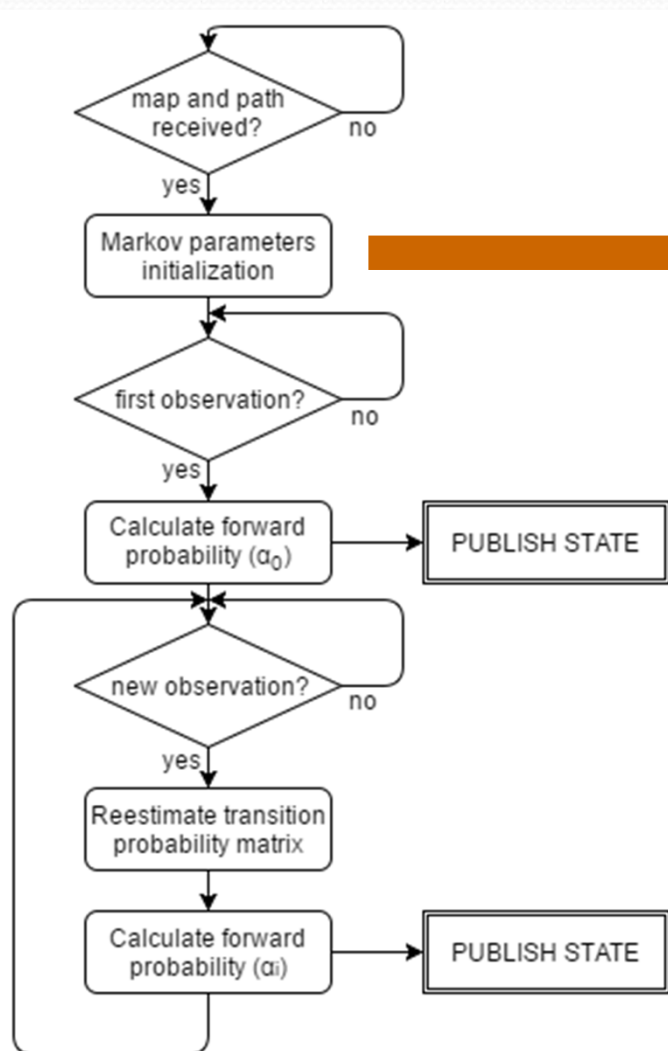 map and path
received?
no
yes
Markov parameters
initialization
first observation?
no
yes
Calculate forward
probability (α₀)
PUBLISH STATE
new observation?
no
yes
Reestimate transition
probability matrix
Calculate forward
probability (αᵢ)
PUBLISH STATE